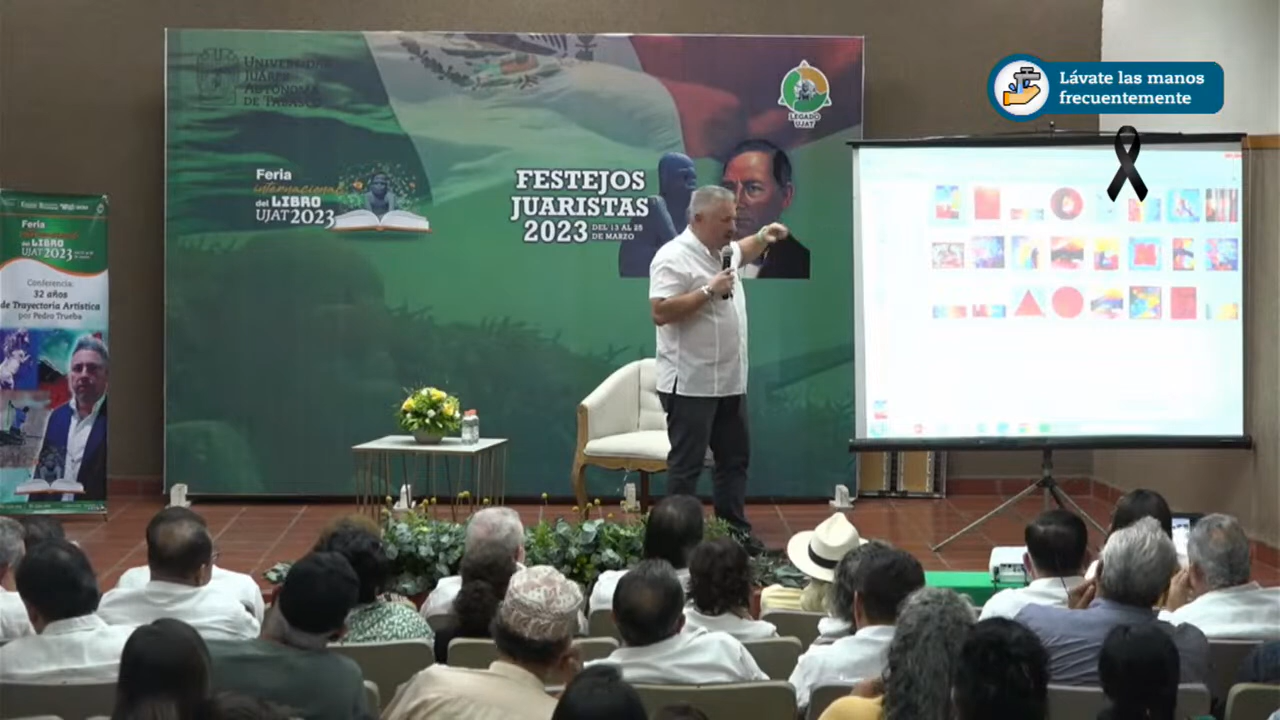 UNIVERSIDAD
JUÁREZ
AUTÓNOMA
DE TABASCO
LEGADO
UJAT
Lávate las manos
frecuentemente
Feria
internacional
del LIBRO
UJAT2023
FESTEJOS
JUARISTAS
2023 DEL 13 AL 25
DE MARZO
Feria
internacional
del LIBRO
UJAT 2023
Conferencia:
32 años
de Trayectoria Artística
por Pedro Trueba